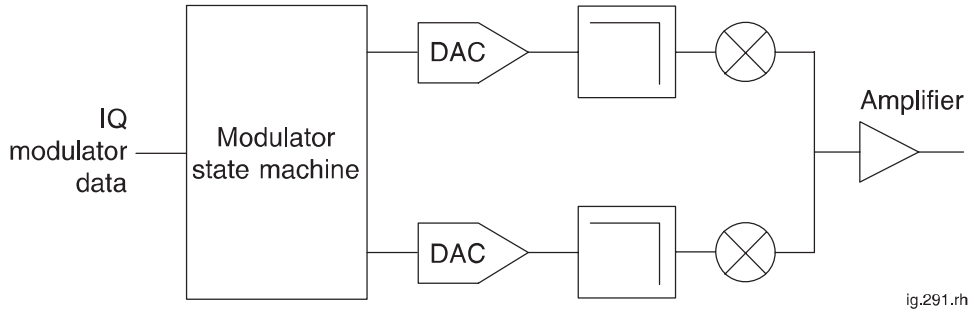 IQ
modulator
data
Modulator
state machine
DAC
DAC
Amplifier
ig.291.rh